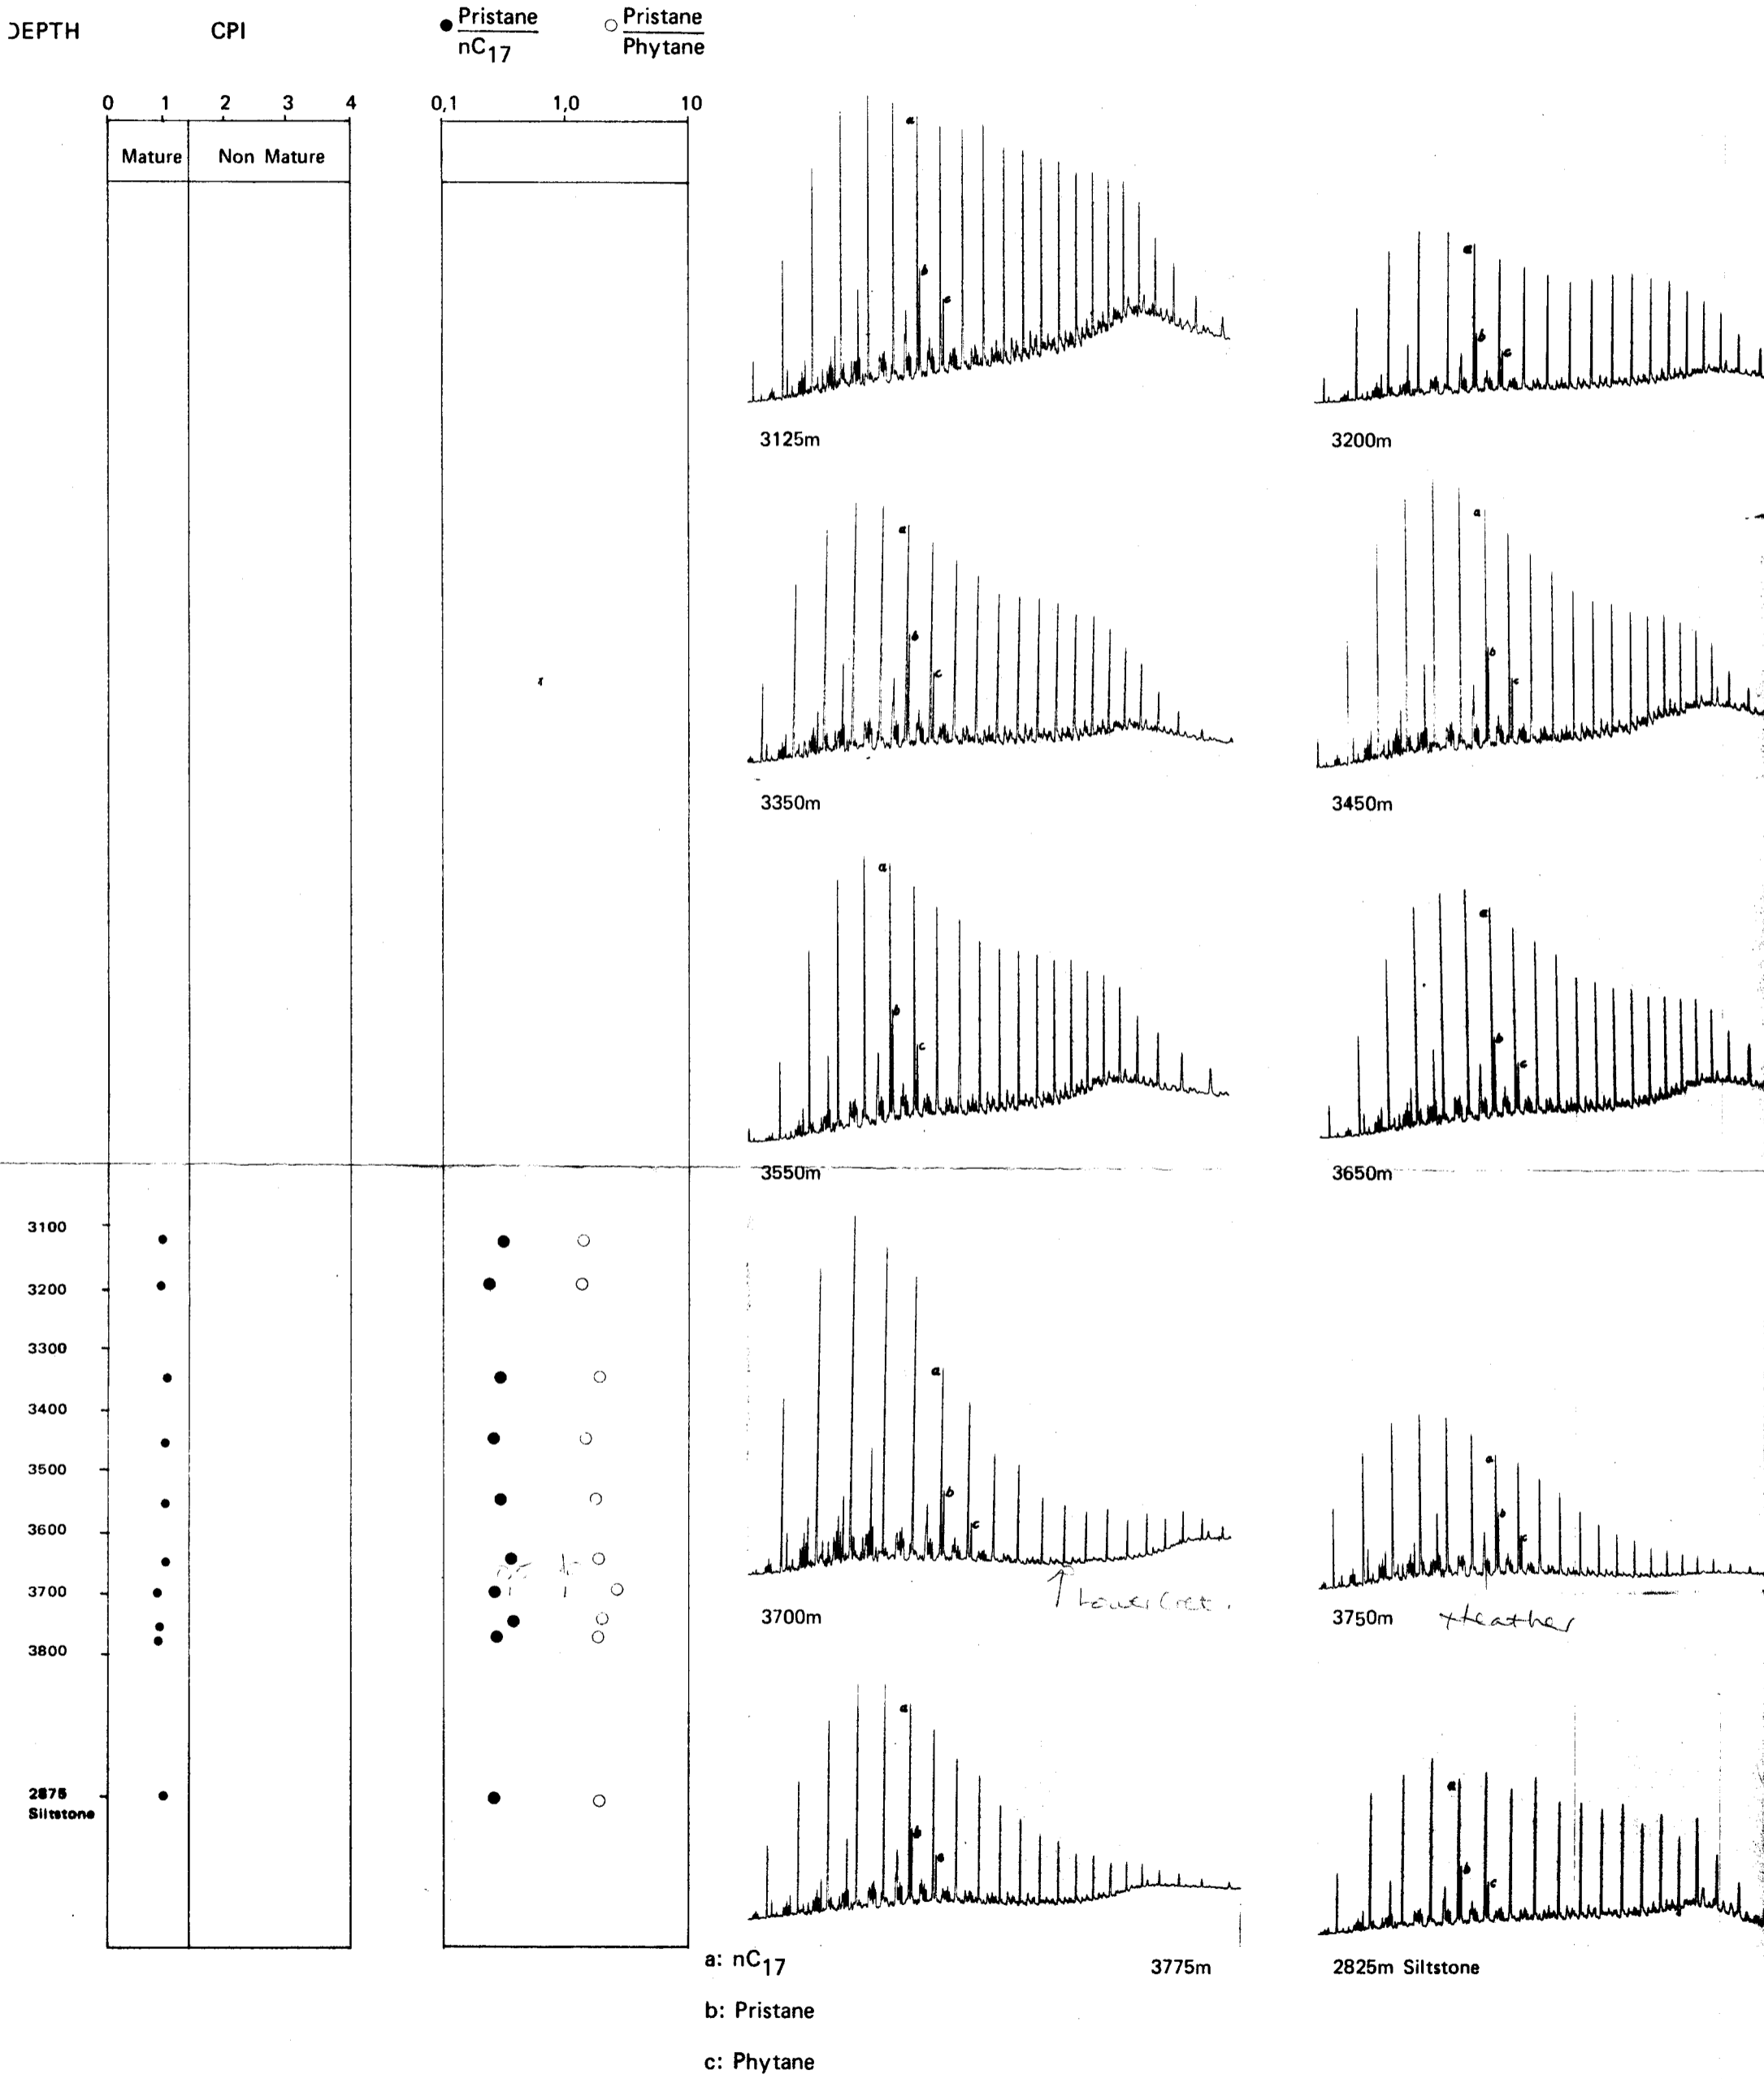 DEPTH CPI ● Pristane / nC17 ○ Pristane / Phytane
0 1 2 3 4 0,1 1,0 10
Mature Non Mature
a b c
a b c
3125m 3200m
a b c
a b c
3350m 3450m
a b c
a b c
3550m 3650m
3100
3200
3300
3400
3500
3600
3700
3800
2875
Siltstone
a b c
a b c
3700m ↑ Lower Cret. 3750m Heather
a b c
a b c
3775m 2825m Siltstone
a: nC17
b: Pristane
c: Phytane